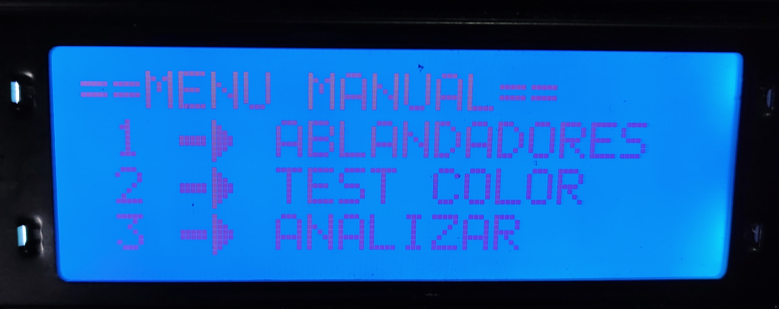 ==MENU MANUAL==
1 → ABLANDADORES
2 → TEST COLOR
3 → ANALIZAR